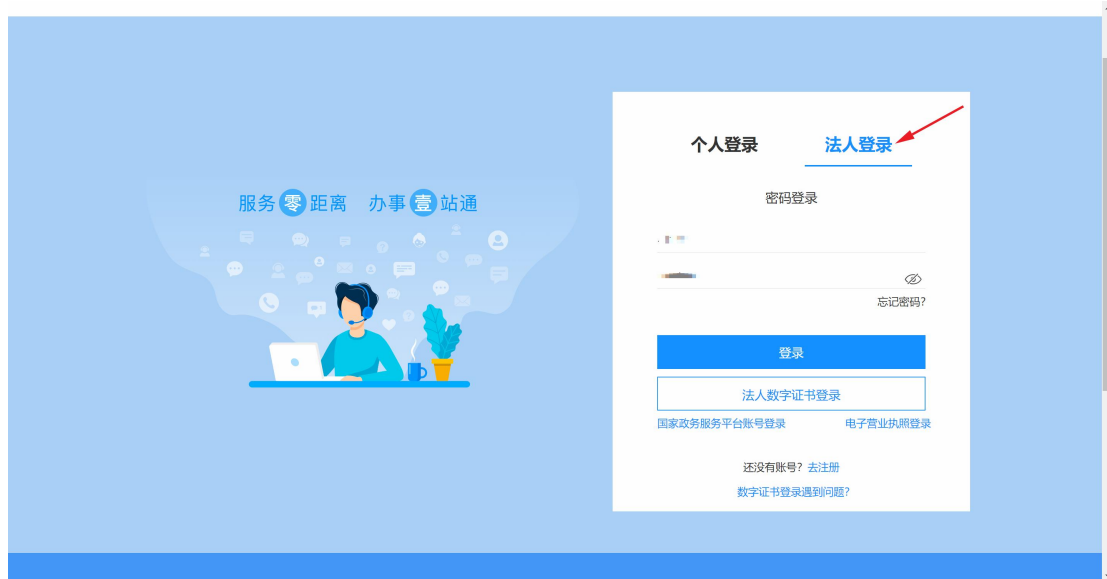 个人登录 法人登录
密码登录
服务零距离 办事壹站通
忘记密码?
登录
法人数字证书登录
国家政务服务平台账号登录 电子营业执照登录
还没有账号? 去注册
数字证书登录遇到问题?